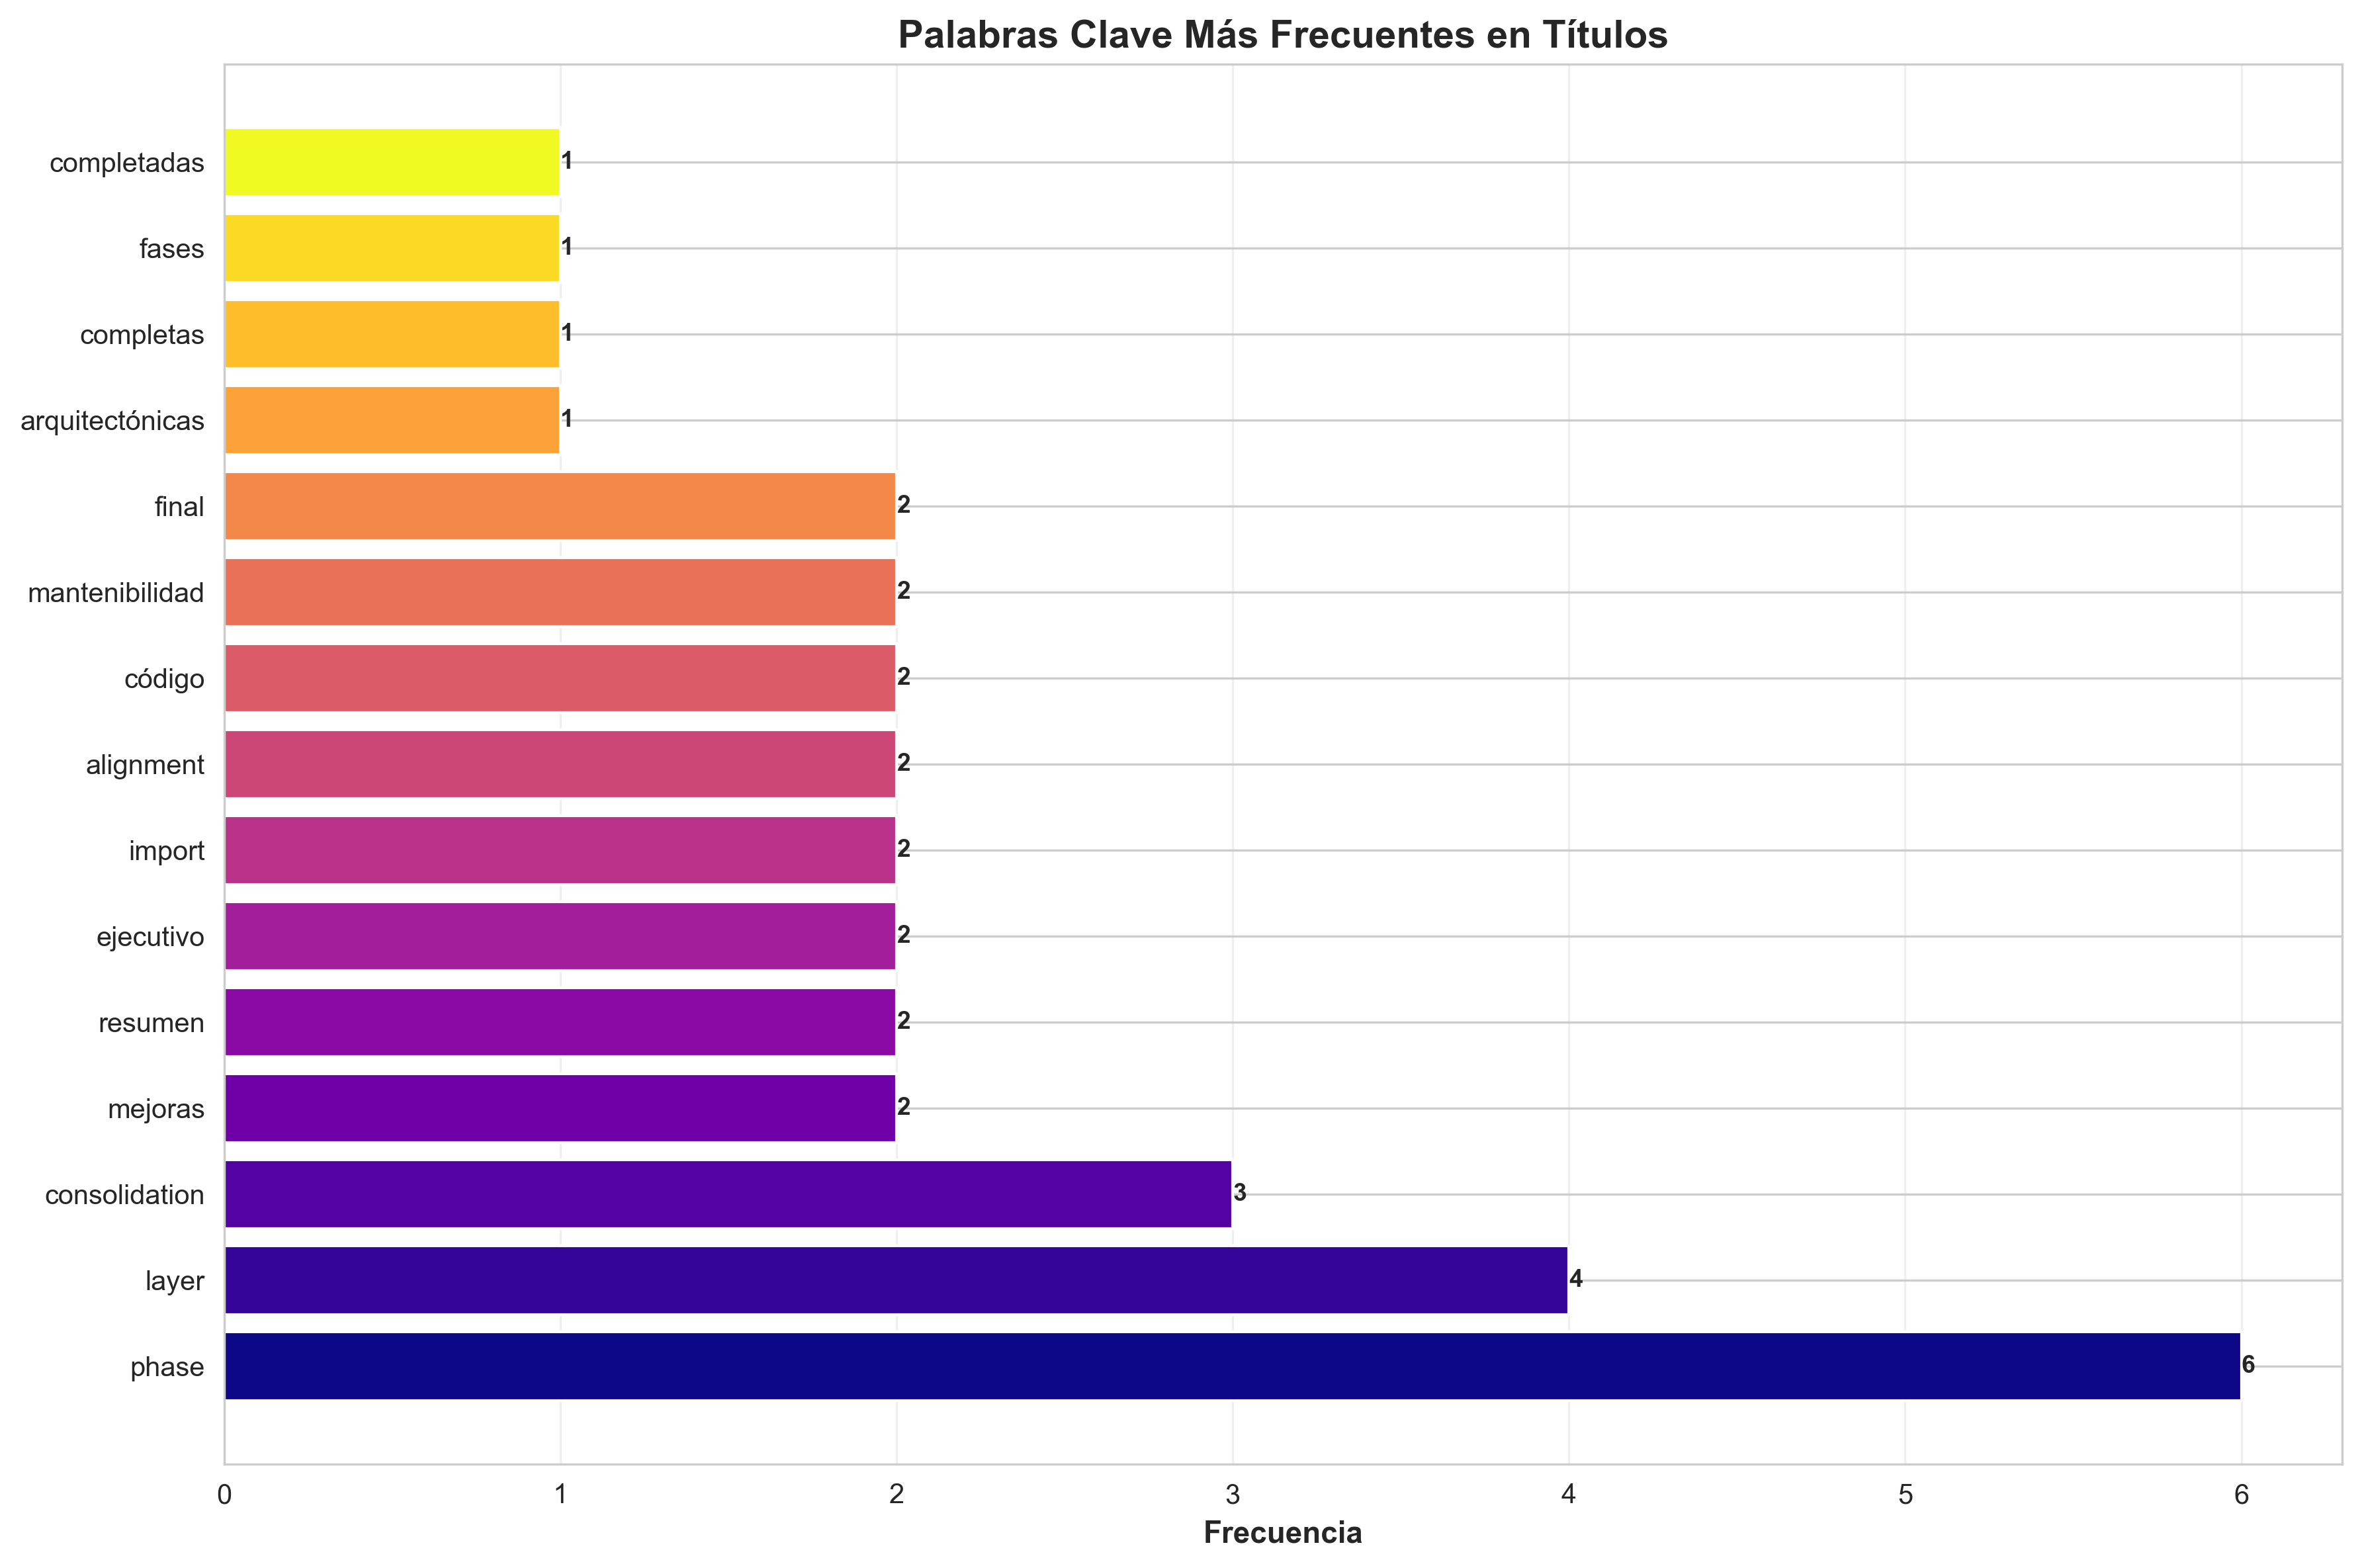 Palabras Clave Más Frecuentes en Títulos
completadas 1
fases 1
completas 1
arquitectónicas 1
final 2
mantenibilidad 2
código 2
alignment 2
import 2
ejecutivo 2
resumen 2
mejoras 2
consolidation 3
layer 4
phase 6
0 1 2 3 4 5 6
Frecuencia